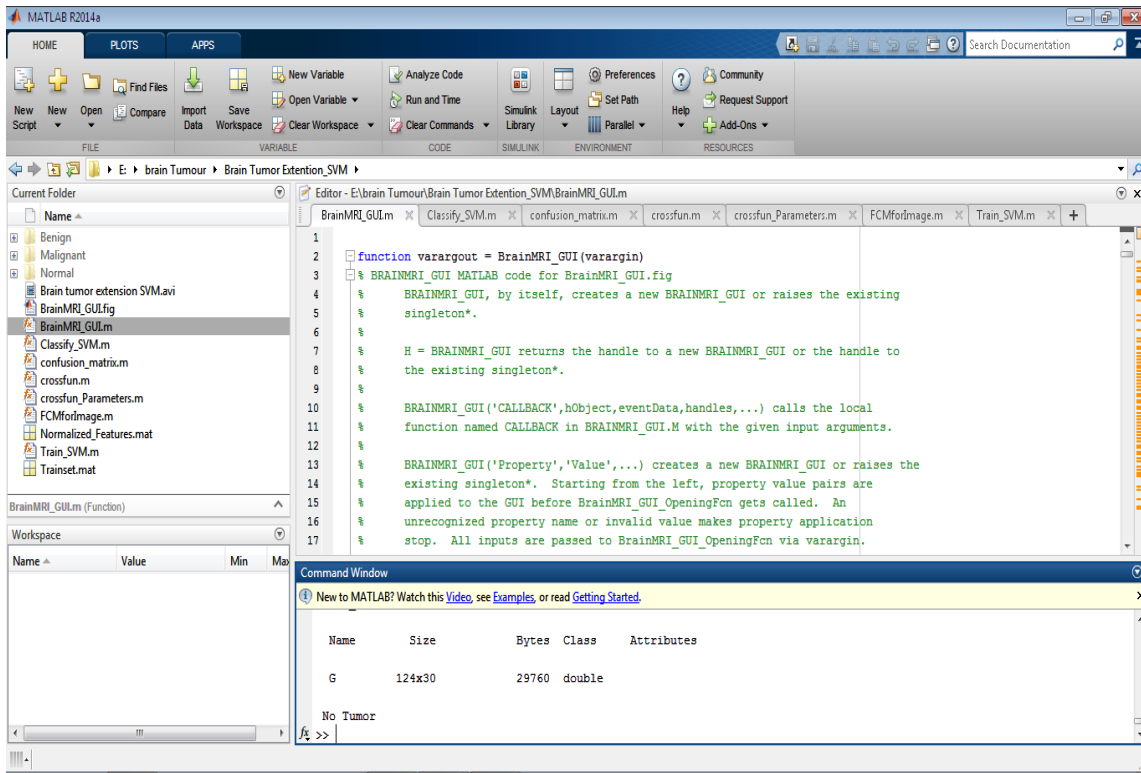 MATLAB R2014a
HOME PLOTS APPS Search Documentation
New Script New Open Find Files Compare Import Data Save Workspace New Variable Open Variable Clear Workspace Analyze Code Run and Time Clear Commands Simulink Library Layout Preferences Set Path Parallel Help Community Request Support Add-Ons
FILE VARIABLE CODE SIMULINK ENVIRONMENT RESOURCES
E: brain Tumour Brain Tumor Extention_SVM
Current Folder
Name
Benign
Malignant
Normal
Brain tumor extension SVM.avi
BrainMRI_GUI.fig
BrainMRI_GUI.m
Classify_SVM.m
confusion_matrix.m
crossfun.m
crossfun_Parameters.m
FCMforImage.m
Normalized_Features.mat
Train_SVM.m
Trainset.mat
BrainMRI_GUI.m (Function)
Workspace
Name Value Min Max
Editor - E:\brain Tumour\Brain Tumor Extention_SVM\BrainMRI_GUI.m
BrainMRI_GUI.m Classify_SVM.m confusion_matrix.m crossfun.m crossfun_Parameters.m FCMforImage.m Train_SVM.m
1
2 function varargout = BrainMRI_GUI(varargin)
3 % BRAINMRI_GUI MATLAB code for BrainMRI_GUI.fig
4 % BRAINMRI_GUI, by itself, creates a new BRAINMRI_GUI or raises the existing
5 % singleton*.
6 %
7 % H = BRAINMRI_GUI returns the handle to a new BRAINMRI_GUI or the handle to
8 % the existing singleton*.
9 %
10 % BRAINMRI_GUI('CALLBACK',hObject,eventData,handles,...) calls the local
11 % function named CALLBACK in BRAINMRI_GUI.M with the given input arguments.
12 %
13 % BRAINMRI_GUI('Property','Value',...) creates a new BRAINMRI_GUI or raises the
14 % existing singleton*. Starting from the left, property value pairs are
15 % applied to the GUI before BrainMRI_GUI_OpeningFcn gets called. An
16 % unrecognized property name or invalid value makes property application
17 % stop. All inputs are passed to BrainMRI_GUI_OpeningFcn via varargin.
Command Window
New to MATLAB? Watch this Video, see Examples, or read Getting Started.
Name Size Bytes Class Attributes
G 124x30 29760 double
No Tumor
fx >>